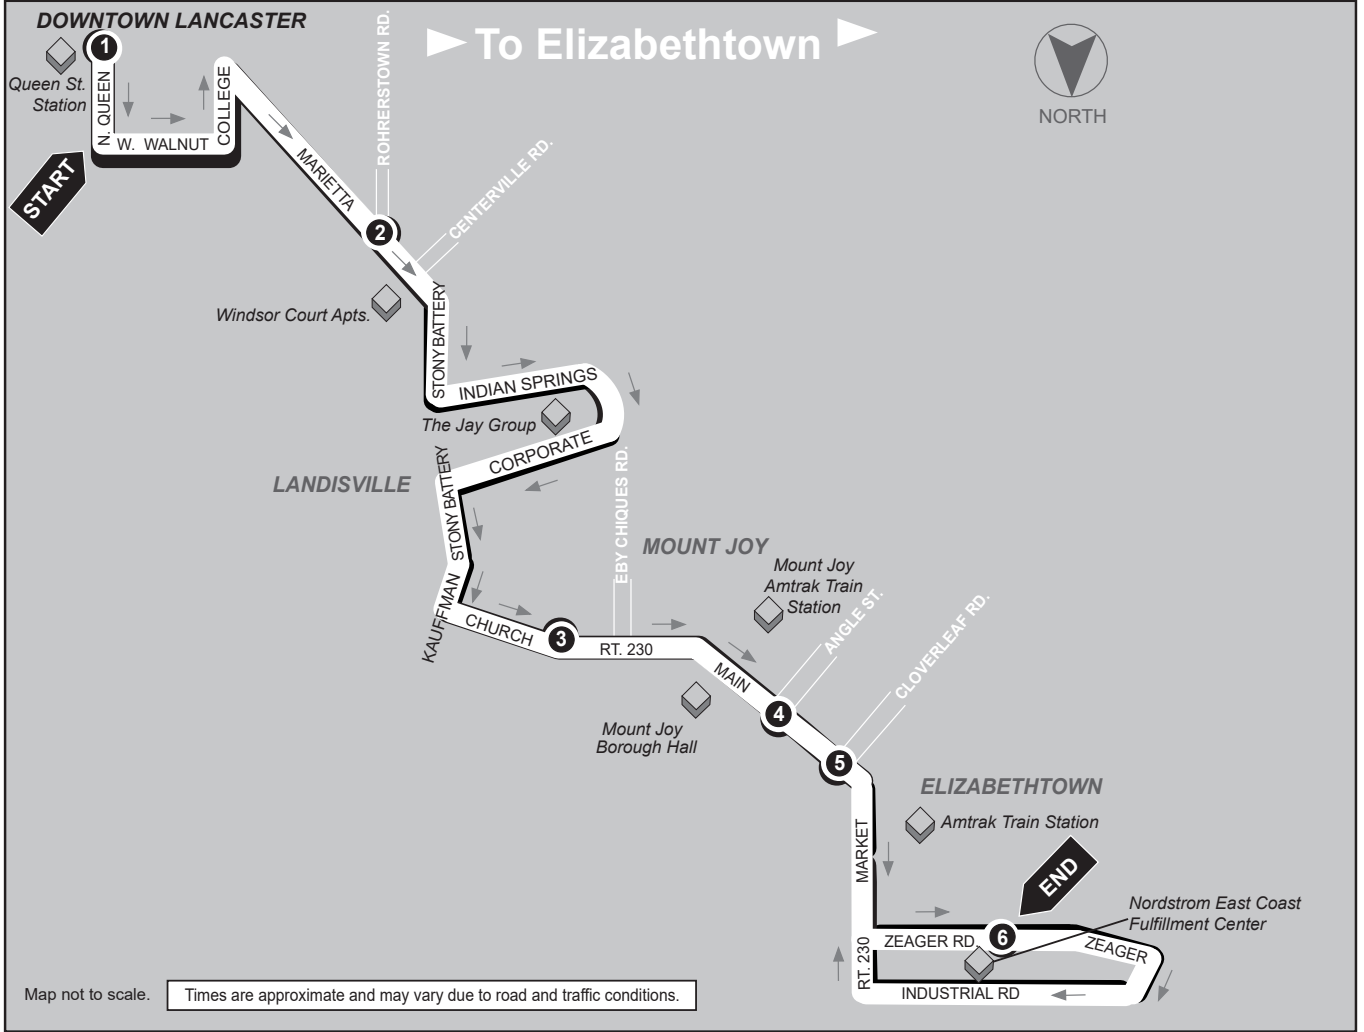 DOWNTOWN LANCASTER
To Elizabethtown
NORTH
1
Queen St.
Station
N. QUEEN
W. WALNUT
COLLEGE
START
MARIETTA
ROHRERSTOWN RD.
CENTERVILLE RD.
2
Windsor Court Apts.
STONY BATTERY
INDIAN SPRINGS
The Jay Group
CORPORATE
LANDISVILLE
STONY BATTERY
KAUFFMAN
CHURCH
3
EBY CHIQUES RD.
RT. 230
MOUNT JOY
Mount Joy
Amtrak Train
Station
MAIN
ANGLE ST.
CLOVERLEAF RD.
Mount Joy
Borough Hall
4
5
ELIZABETHTOWN
Amtrak Train Station
MARKET
END
Nordstrom East Coast
Fulfillment Center
ZEAGER RD.
6
ZEAGER
RT. 230
INDUSTRIAL RD
Map not to scale.
Times are approximate and may vary due to road and traffic conditions.